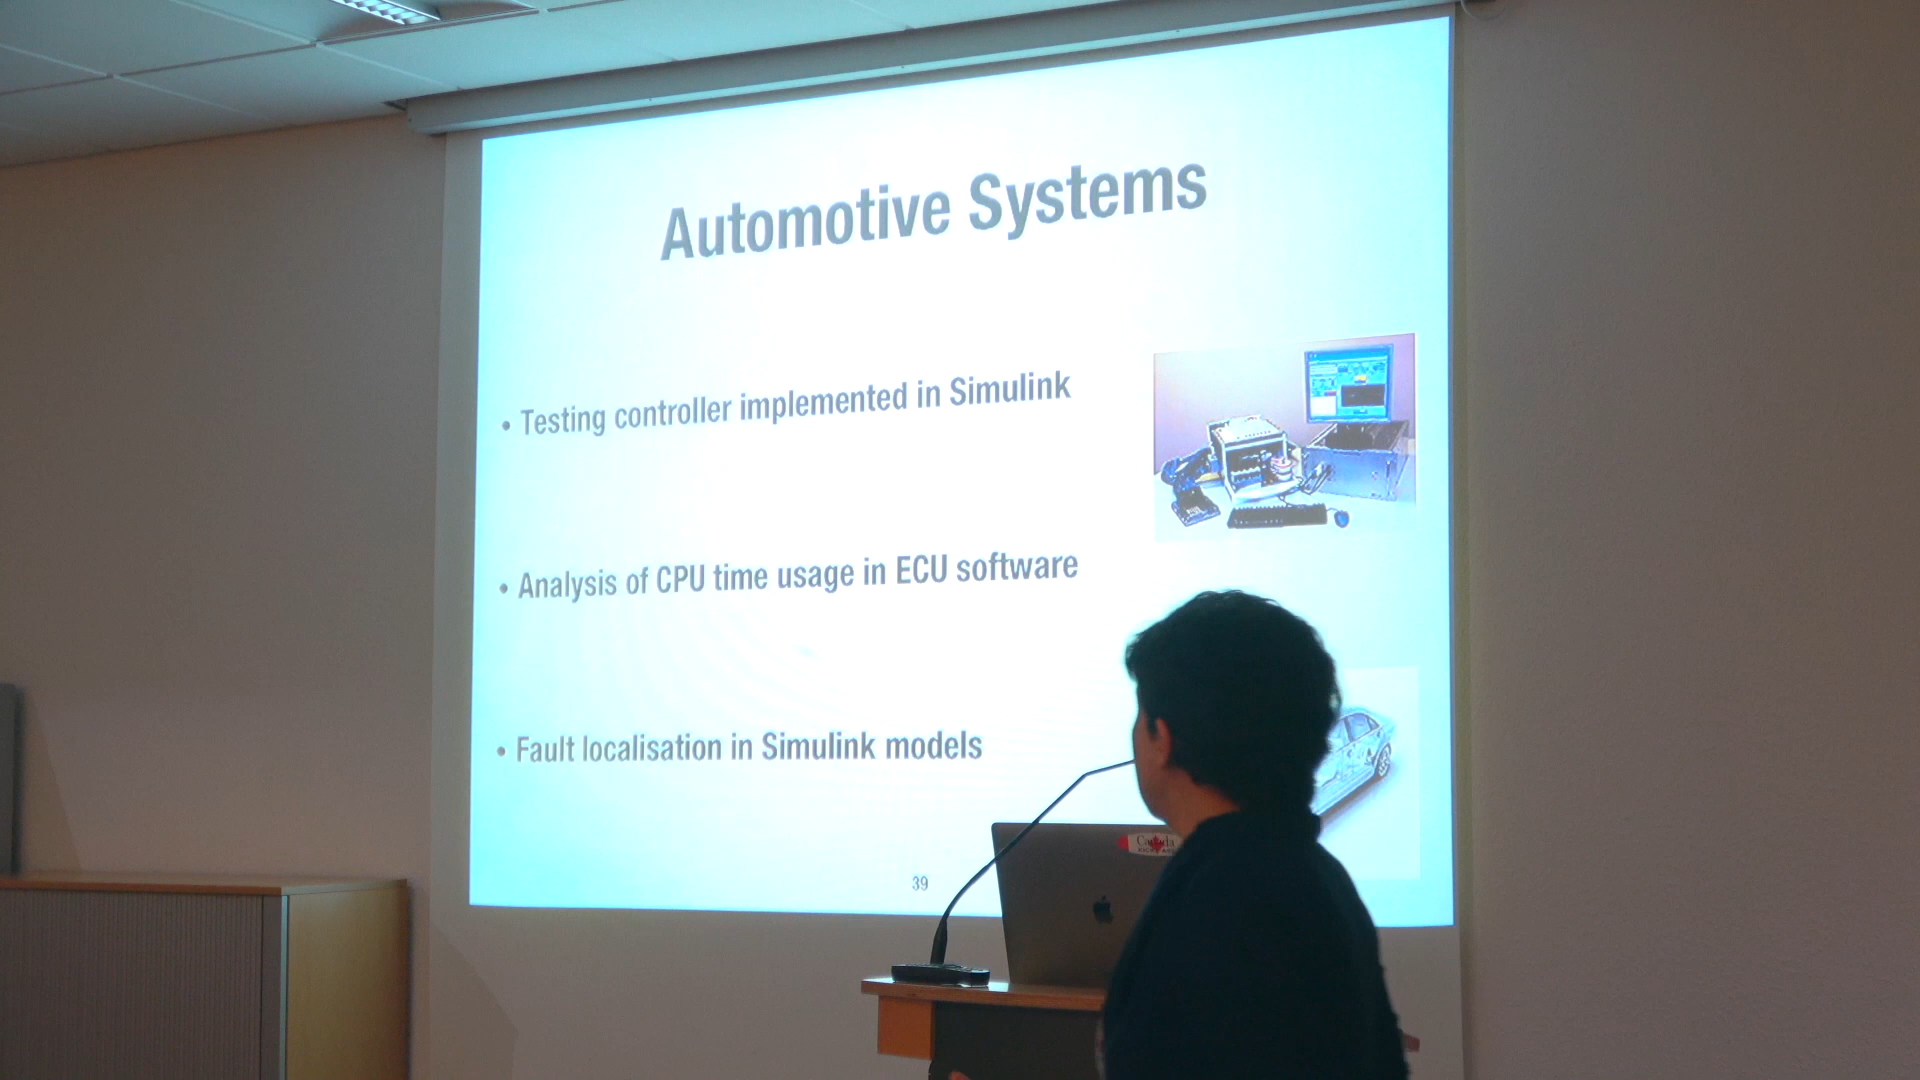 Automotive Systems
• Testing controller implemented in Simulink
• Analysis of CPU time usage in ECU software
• Fault localisation in Simulink models
39
Canada